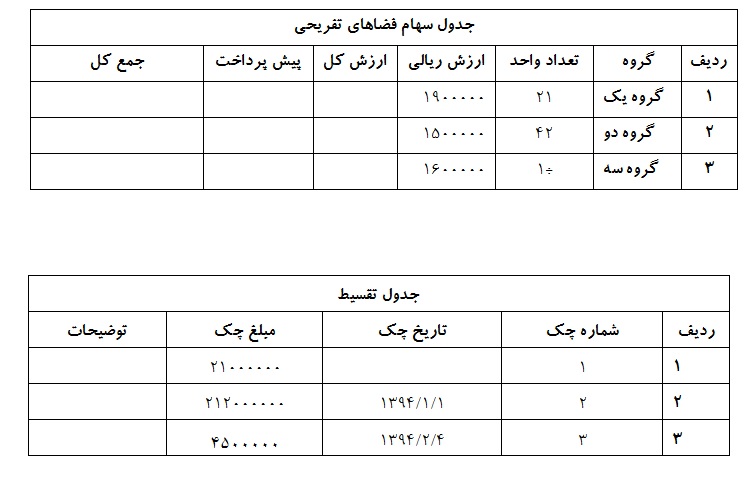 جدول سهام فضاهای تفریحی
ردیف گروه تعداد واحد ارزش ریالی ارزش کل پیش پرداخت جمع کل
۱ گروه یک ۲۱ ۱۹۰۰۰۰۰
۲ گروه دو ۴۲ ۱۵۰۰۰۰۰
۳ گروه سه ۱÷ ۱۶۰۰۰۰۰
جدول تقسیط
ردیف شماره چک تاریخ چک مبلغ چک توضیحات
۱ ۱ ۲۱۰۰۰۰۰۰
۲ ۲ ۱۳۹۴/۱/۱ ۲۱۲۰۰۰۰۰۰
۳ ۳ ۱۳۹۴/۲/۴ ۴۵۰۰۰۰۰